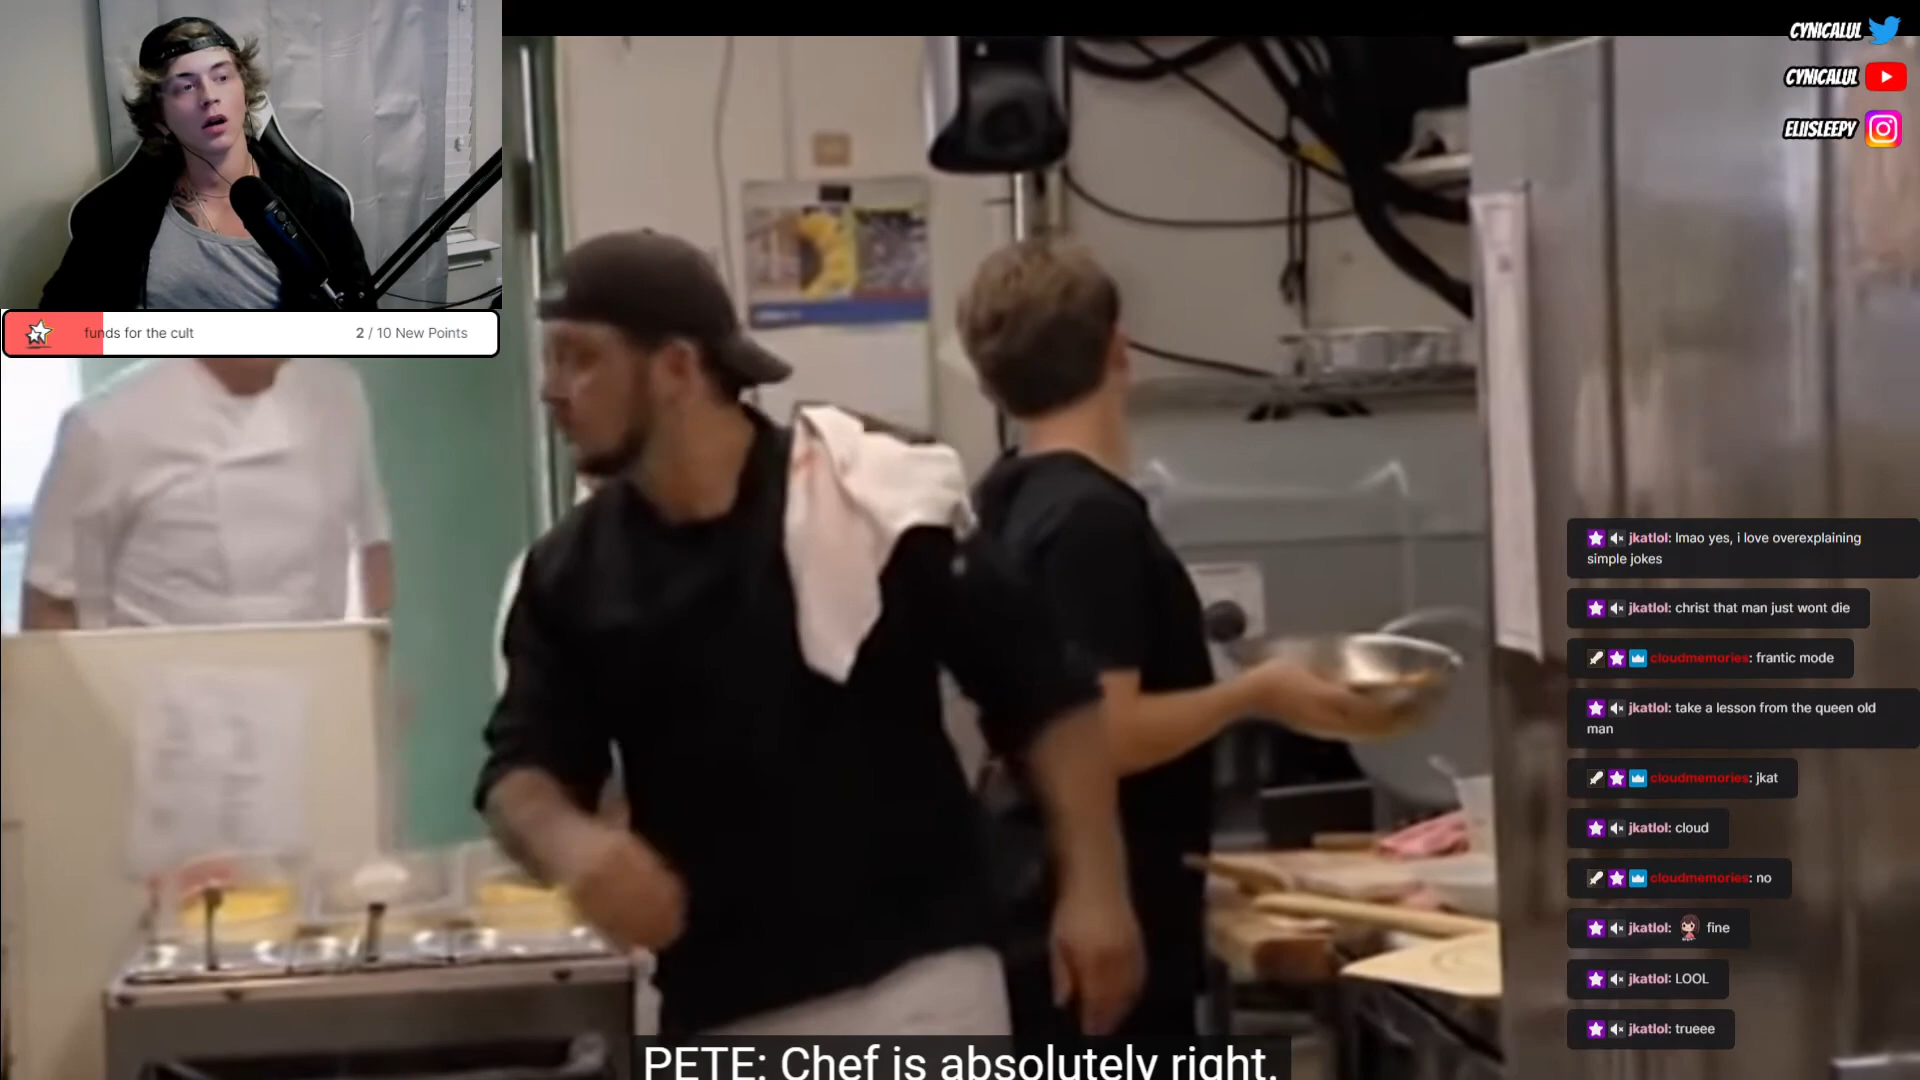 CYNICALUL
CYNICALUL
ELIISLEEPY
funds for the cult 2 / 10 New Points
jkatlol: lmao yes, i love overexplaining
simple jokes
jkatlol: christ that man just wont die
cloudmemories: frantic mode
jkatlol: take a lesson from the queen old
man
cloudmemories: jkat
jkatlol: cloud
cloudmemories: no
jkatlol: fine
jkatlol: LOOL
jkatlol: trueee
PETE: Chef is absolutely right.